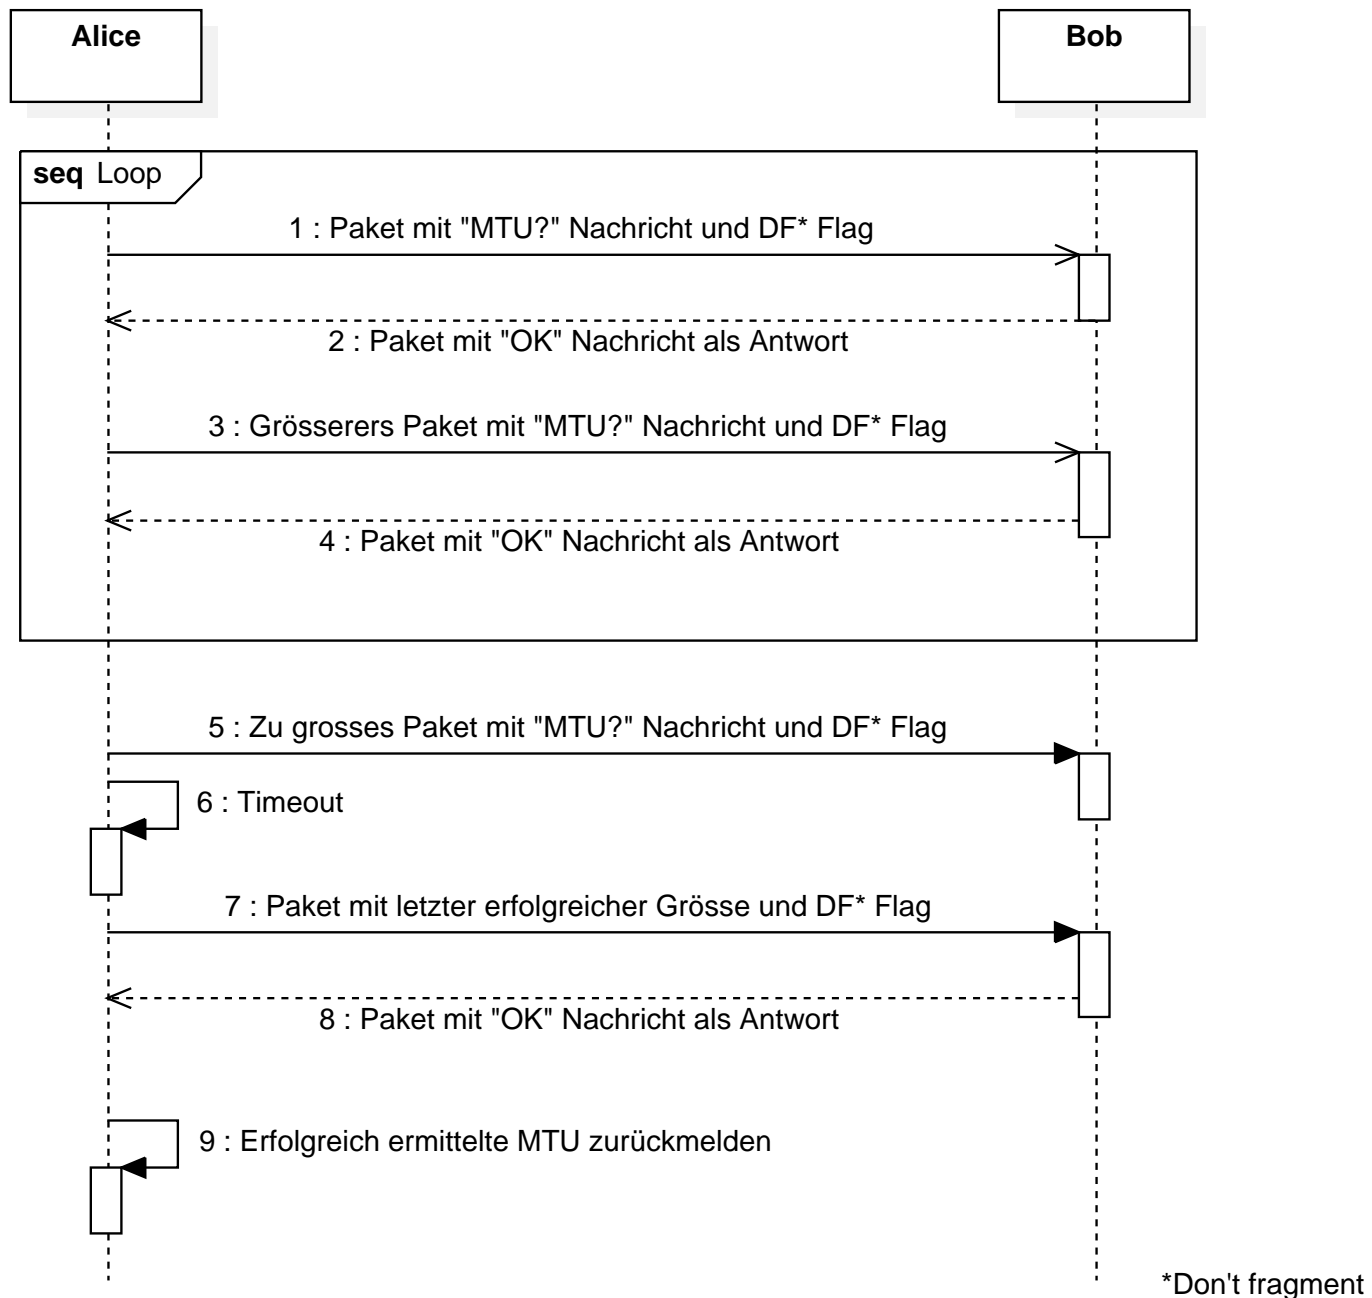 Alice
Bob
seq Loop
1 : Paket mit "MTU?" Nachricht und DF* Flag
2 : Paket mit "OK" Nachricht als Antwort
3 : Grösserers Paket mit "MTU?" Nachricht und DF* Flag
4 : Paket mit "OK" Nachricht als Antwort
5 : Zu grosses Paket mit "MTU?" Nachricht und DF* Flag
6 : Timeout
7 : Paket mit letzter erfolgreicher Grösse und DF* Flag
8 : Paket mit "OK" Nachricht als Antwort
9 : Erfolgreich ermittelte MTU zurückmelden
*Don't fragment